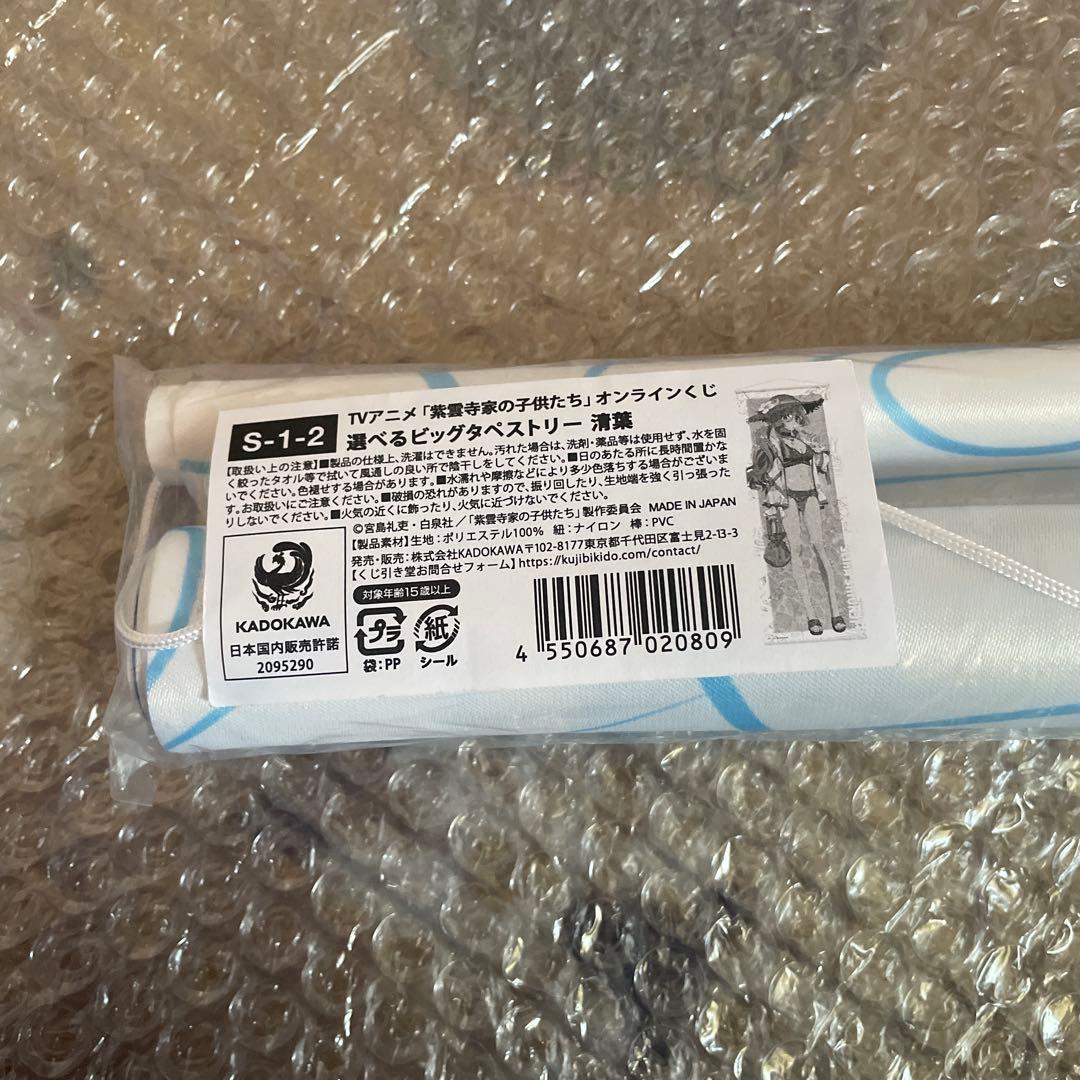 S-1-2
TVアニメ「紫雲寺家の子供たち」オンラインくじ
選べるビッグタペストリー 清葉
【取扱い上の注意】■製品の仕様上、洗濯はできません。汚れた場合は、洗剤・薬品等は使用せず、水を固
く絞ったタオル等で拭いて風通しの良い所で陰干しをしてください。■日のあたる所に長時間置かな
いでください。色褪せする場合があります。■水濡れや摩擦などにより多少色落ちする場合がございま
す。お取扱いにご注意ください。■破損の恐れがありますので、振り回したり、生地端を強く引っ張った
りしないでください。■火気の近くに飾ったり、火気に近づけないでください。
©宮島礼吏・白泉社/「紫雲寺家の子供たち」製作委員会 MADE IN JAPAN
【製品素材】生地:ポリエステル100% 紐:ナイロン 棒:PVC
発売・販売:株式会社KADOKAWA〒102-8177東京都千代田区富士見2-13-3
【くじ引き堂お問合せフォーム】https://kujibikido.com/contact/
KADOKAWA
日本国内販売許諾
2095290
対象年齢15歳以上
プラ
袋:PP
紙
シール
4 550687 020809